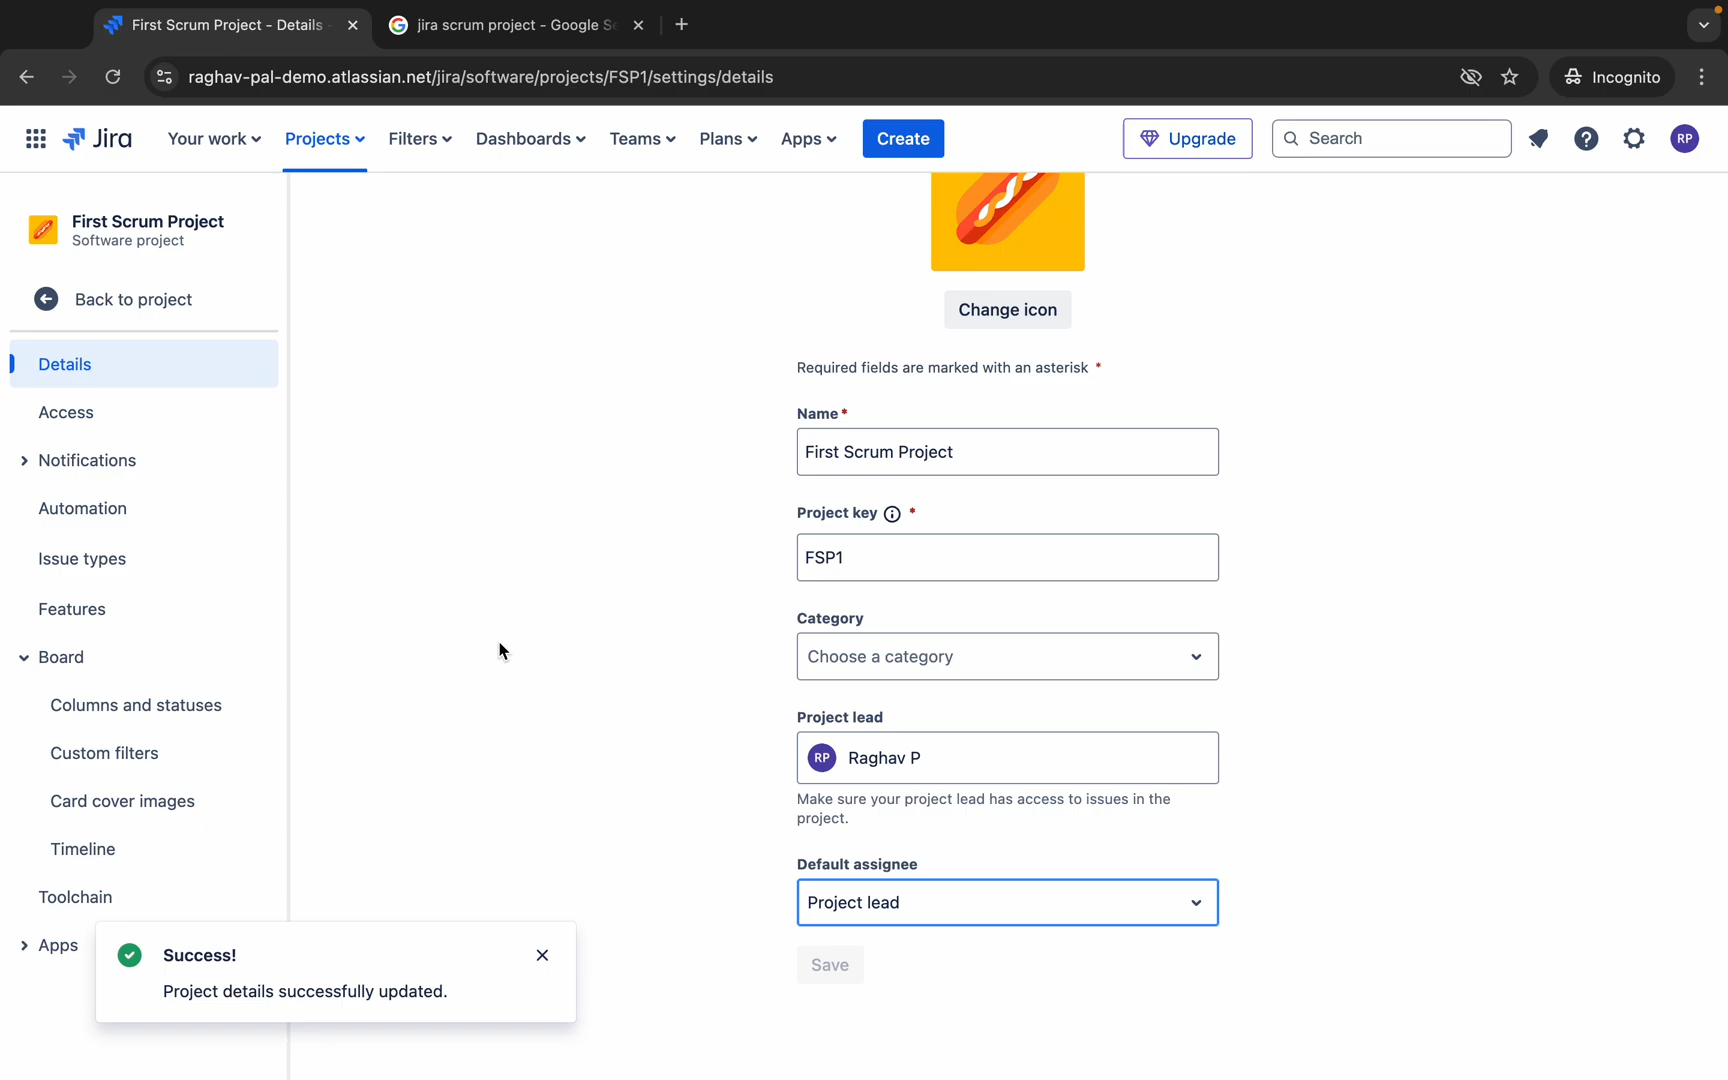 First Scrum Project - Details -
jira scrum project - Google Se
raghav-pal-demo.atlassian.net/jira/software/projects/FSP1/settings/details
Incognito
Jira
Your work
Projects
Filters
Dashboards
Teams
Plans
Apps
Create
Upgrade
Search
RP
First Scrum Project
Software project
Back to project
Details
Access
Notifications
Automation
Issue types
Features
Board
Columns and statuses
Custom filters
Card cover images
Timeline
Toolchain
Apps
Change icon
Required fields are marked with an asterisk *
Name *
First Scrum Project
Project key *
FSP1
Category
Choose a category
Project lead
RP Raghav P
Make sure your project lead has access to issues in the
project.
Default assignee
Project lead
Save
Success!
Project details successfully updated.